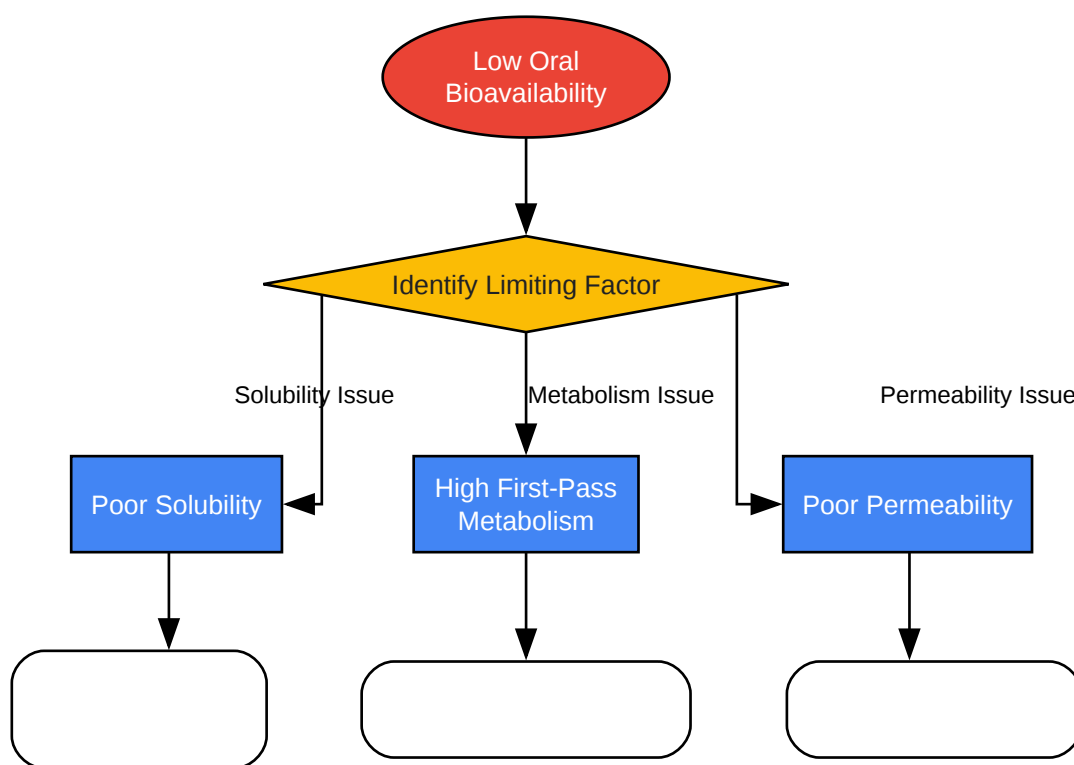 Low Oral
Bioavailability
Identify Limiting Factor
Solubility Issue
Metabolism Issue
Permeability Issue
Poor Solubility
High First-Pass
Metabolism
Poor Permeability